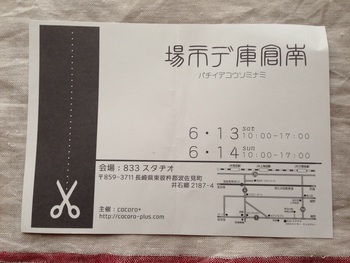 場市デ庫倉南
バチイデコウソミナミ
6・13 sat 10:00~17:00
6・14 sun 10:00~17:00
会場：833 スタヂオ
〒859-3711 長崎県東彼杵郡波佐見町
井石郷 2187-4
主催：cocoro+
http://cocoro-plus.com/